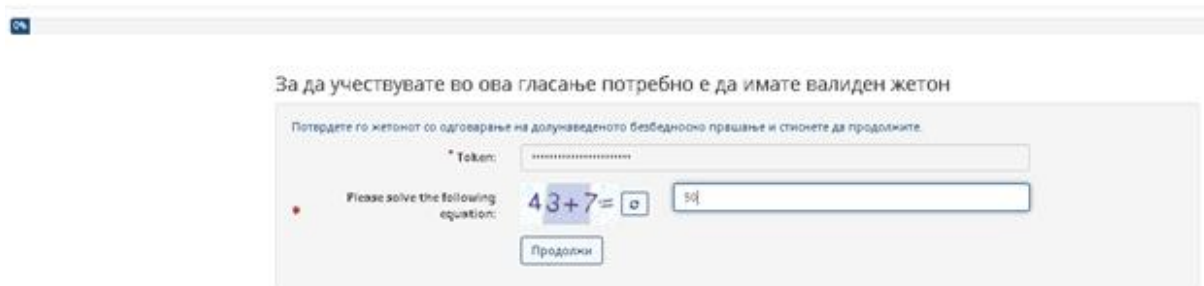 0%
За да учествувате во ова гласање потребно е да имате валиден жетон
Потврдете го жетонот со одговарање на долунаведеното безбедносно прашање и стиснете да продолжите.
* Token: ••••••••••••••••••••••••
Please solve the following equation: 43+7= 50
Продолжи